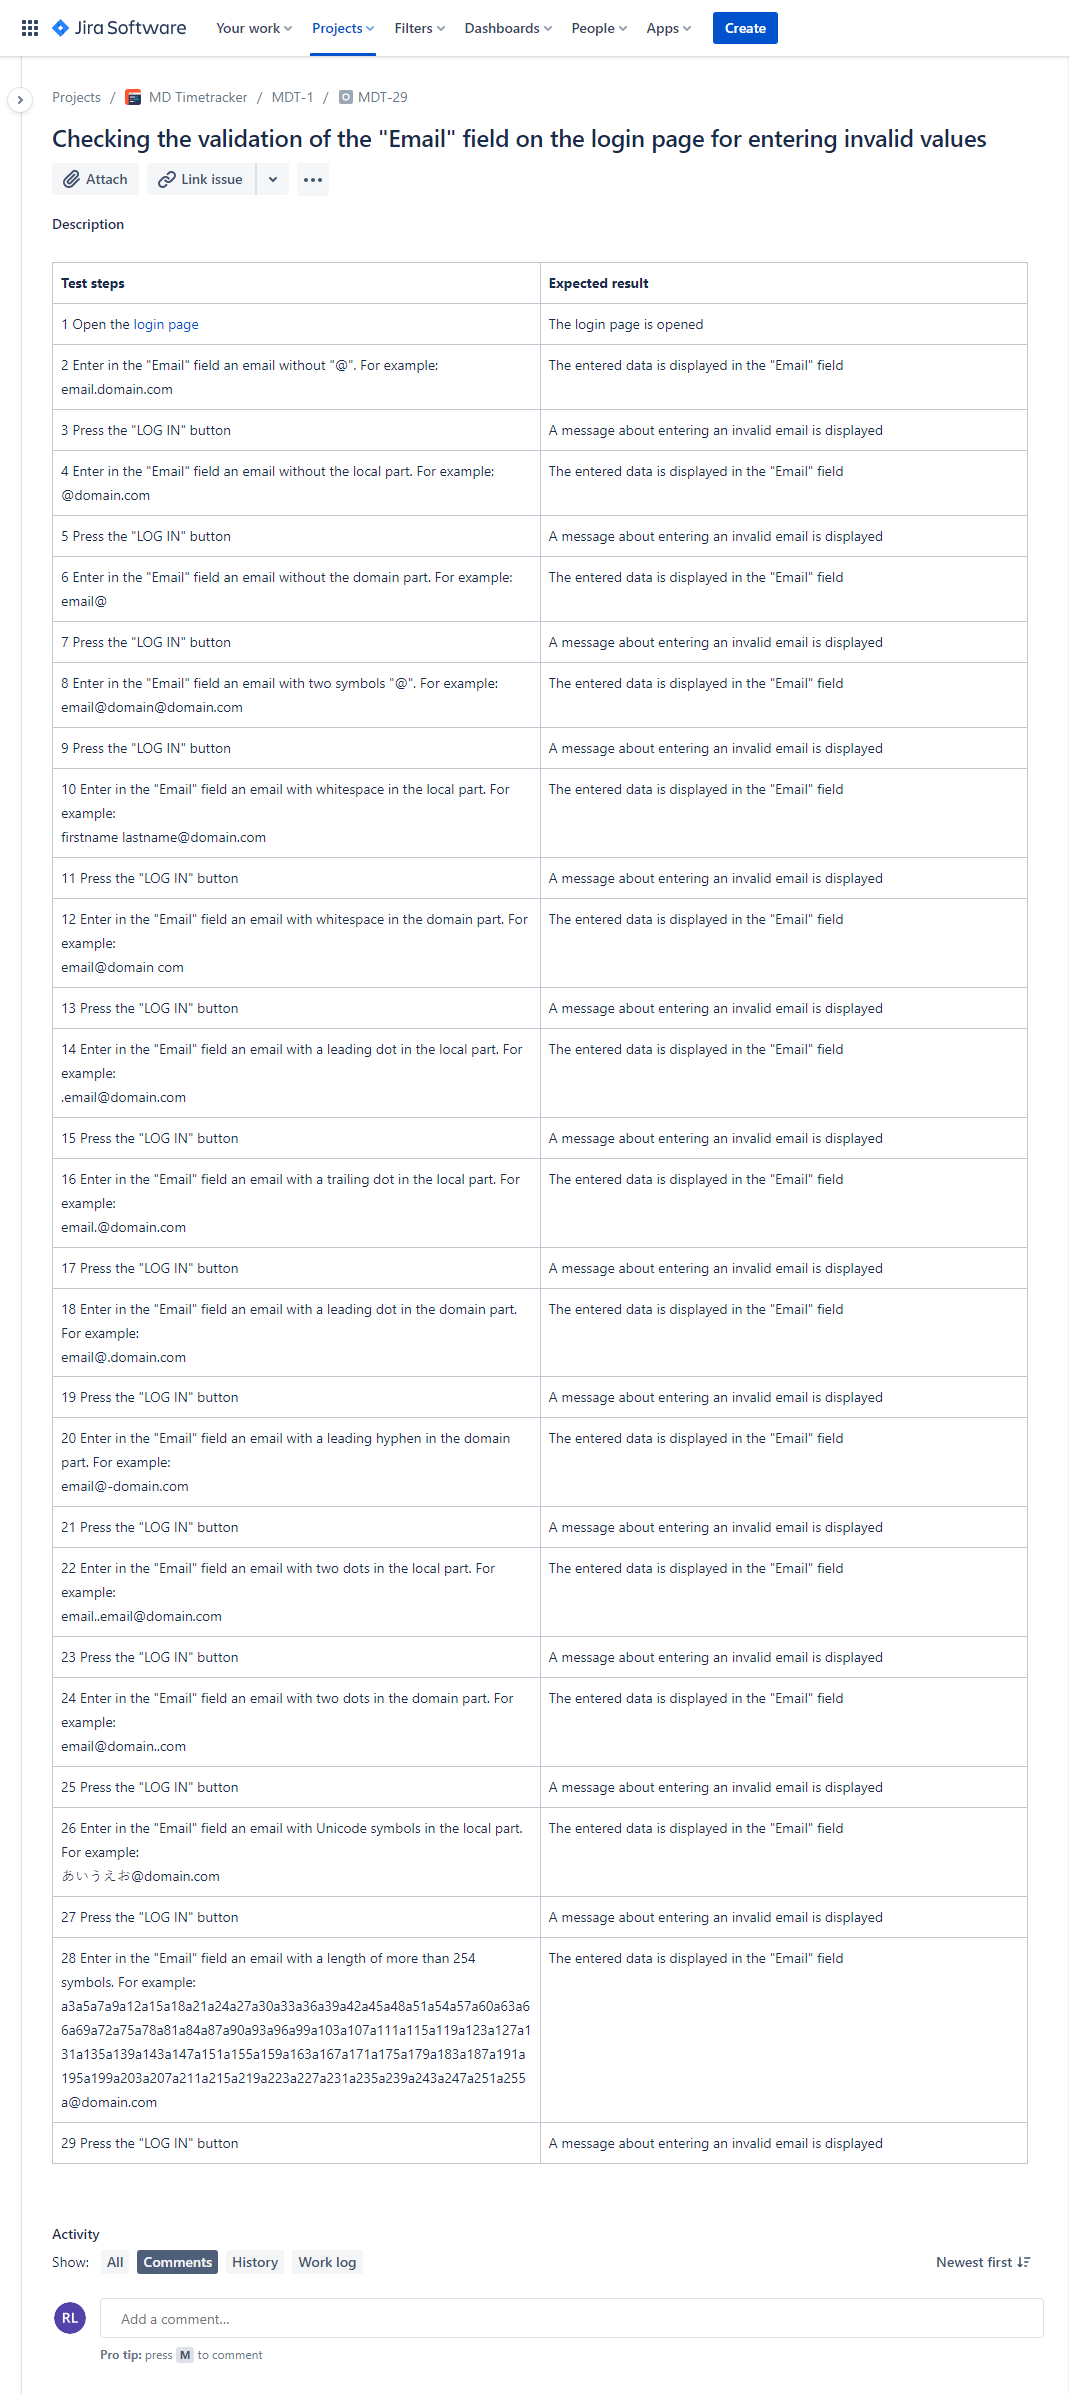 Jira Software Your work Projects Filters Dashboards People Apps Create
Projects / MD Timetracker / MDT-1 / MDT-29
Checking the validation of the "Email" field on the login page for entering invalid values
Attach Link issue
Description
Test steps Expected result
1 Open the login page The login page is opened
2 Enter in the "Email" field an email without "@". For example: The entered data is displayed in the "Email" field
email.domain.com
3 Press the "LOG IN" button A message about entering an invalid email is displayed
4 Enter in the "Email" field an email without the local part. For example: The entered data is displayed in the "Email" field
@domain.com
5 Press the "LOG IN" button A message about entering an invalid email is displayed
6 Enter in the "Email" field an email without the domain part. For example: The entered data is displayed in the "Email" field
email@
7 Press the "LOG IN" button A message about entering an invalid email is displayed
8 Enter in the "Email" field an email with two symbols "@". For example: The entered data is displayed in the "Email" field
email@domain@domain.com
9 Press the "LOG IN" button A message about entering an invalid email is displayed
10 Enter in the "Email" field an email with whitespace in the local part. For The entered data is displayed in the "Email" field
example:
firstname lastname@domain.com
11 Press the "LOG IN" button A message about entering an invalid email is displayed
12 Enter in the "Email" field an email with whitespace in the domain part. For The entered data is displayed in the "Email" field
example:
email@domain com
13 Press the "LOG IN" button A message about entering an invalid email is displayed
14 Enter in the "Email" field an email with a leading dot in the local part. For The entered data is displayed in the "Email" field
example:
.email@domain.com
15 Press the "LOG IN" button A message about entering an invalid email is displayed
16 Enter in the "Email" field an email with a trailing dot in the local part. For The entered data is displayed in the "Email" field
example:
email.@domain.com
17 Press the "LOG IN" button A message about entering an invalid email is displayed
18 Enter in the "Email" field an email with a leading dot in the domain part. The entered data is displayed in the "Email" field
For example:
email@.domain.com
19 Press the "LOG IN" button A message about entering an invalid email is displayed
20 Enter in the "Email" field an email with a leading hyphen in the domain The entered data is displayed in the "Email" field
part. For example:
email@-domain.com
21 Press the "LOG IN" button A message about entering an invalid email is displayed
22 Enter in the "Email" field an email with two dots in the local part. For The entered data is displayed in the "Email" field
example:
email..email@domain.com
23 Press the "LOG IN" button A message about entering an invalid email is displayed
24 Enter in the "Email" field an email with two dots in the domain part. For The entered data is displayed in the "Email" field
example:
email@domain..com
25 Press the "LOG IN" button A message about entering an invalid email is displayed
26 Enter in the "Email" field an email with Unicode symbols in the local part. The entered data is displayed in the "Email" field
For example:
あいうえお@domain.com
27 Press the "LOG IN" button A message about entering an invalid email is displayed
28 Enter in the "Email" field an email with a length of more than 254 The entered data is displayed in the "Email" field
symbols. For example:
a3a5a7a9a12a15a18a21a24a27a30a33a36a39a42a45a48a51a54a57a60a63a6
6a69a72a75a78a81a84a87a90a93a96a99a103a107a111a115a119a123a127a1
31a135a139a143a147a151a155a159a163a167a171a175a179a183a187a191a
195a199a203a207a211a215a219a223a227a231a235a239a243a247a251a255
a@domain.com
29 Press the "LOG IN" button A message about entering an invalid email is displayed
Activity
Show: All Comments History Work log Newest first
RL Add a comment...
Pro tip: press M to comment